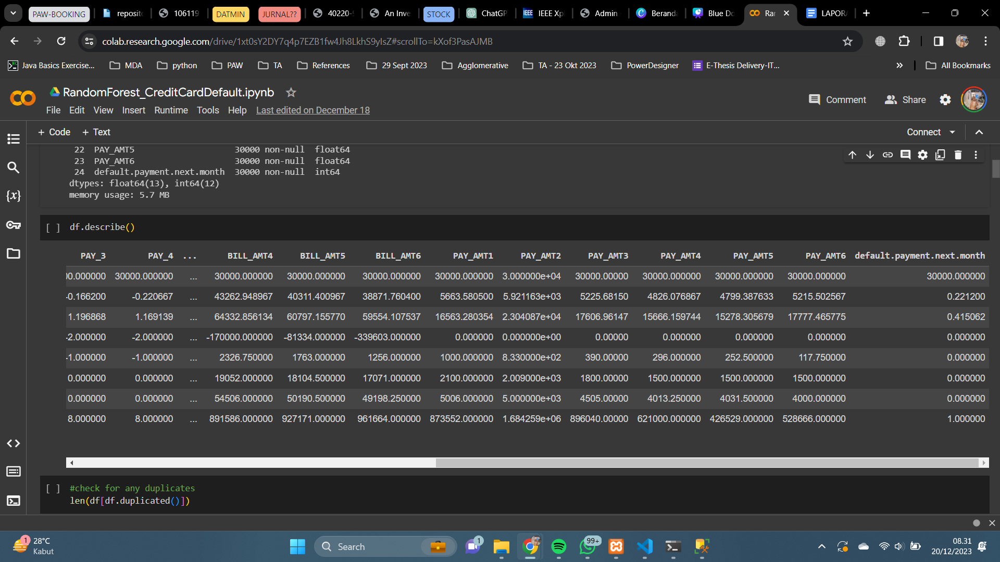 PAW-BOOKING
reposito
106119
DATMIN
JURNAL??
40220-
An Inve
STOCK
ChatGP
IEEE Xp
Admin
Berand
Blue Do
Ra
LAPORA
colab.research.google.com/drive/1xt0sY2DY7q4p7EZB1fw4Jh8LkhS9yIsZ#scrollTo=kXof3PasAJMB
Java Basics Exercise... MDA python PAW TA References 29 Sept 2023 Agglomerative TA - 23 Okt 2023 PowerDesigner E-Thesis Delivery-IT... » All Bookmarks
RandomForest_CreditCardDefault.ipynb
Comment Share
File Edit View Insert Runtime Tools Help Last edited on December 18
+ Code + Text Connect
22 PAY_AMT5 30000 non-null float64
23 PAY_AMT6 30000 non-null float64
24 default.payment.next.month 30000 non-null int64
dtypes: float64(13), int64(12)
memory usage: 5.7 MB
[ ] df.describe()
PAY_3 PAY_4 ... BILL_AMT4 BILL_AMT5 BILL_AMT6 PAY_AMT1 PAY_AMT2 PAY_AMT3 PAY_AMT4 PAY_AMT5 PAY_AMT6 default.payment.next.month
00.000000 30000.000000 ... 30000.000000 30000.000000 30000.000000 30000.000000 3.000000e+04 30000.00000 30000.000000 30000.000000 30000.000000 30000.000000
-0.166200 -0.220667 ... 43262.948967 40311.400967 38871.760400 5663.580500 5.921163e+03 5225.68150 4826.076867 4799.387633 5215.502567 0.221200
1.196868 1.169139 ... 64332.856134 60797.155770 59554.107537 16563.280354 2.304087e+04 17606.96147 15666.159744 15278.305679 17777.465775 0.415062
-2.000000 -2.000000 ... -170000.000000 -81334.000000 -339603.000000 0.000000 0.000000e+00 0.00000 0.000000 0.000000 0.000000 0.000000
-1.000000 -1.000000 ... 2326.750000 1763.000000 1256.000000 1000.000000 8.330000e+02 390.00000 296.000000 252.500000 117.750000 0.000000
0.000000 0.000000 ... 19052.000000 18104.500000 17071.000000 2100.000000 2.009000e+03 1800.00000 1500.000000 1500.000000 1500.000000 0.000000
0.000000 0.000000 ... 54506.000000 50190.500000 49198.250000 5006.000000 5.000000e+03 4505.00000 4013.250000 4031.500000 4000.000000 0.000000
8.000000 8.000000 ... 891586.000000 927171.000000 961664.000000 873552.000000 1.684259e+06 896040.00000 621000.000000 426529.000000 528666.000000 1.000000
[ ] #check for any duplicates
len(df[df.duplicated()])
1
28°C
Kabut
Search
1
99+
08.31
20/12/2023